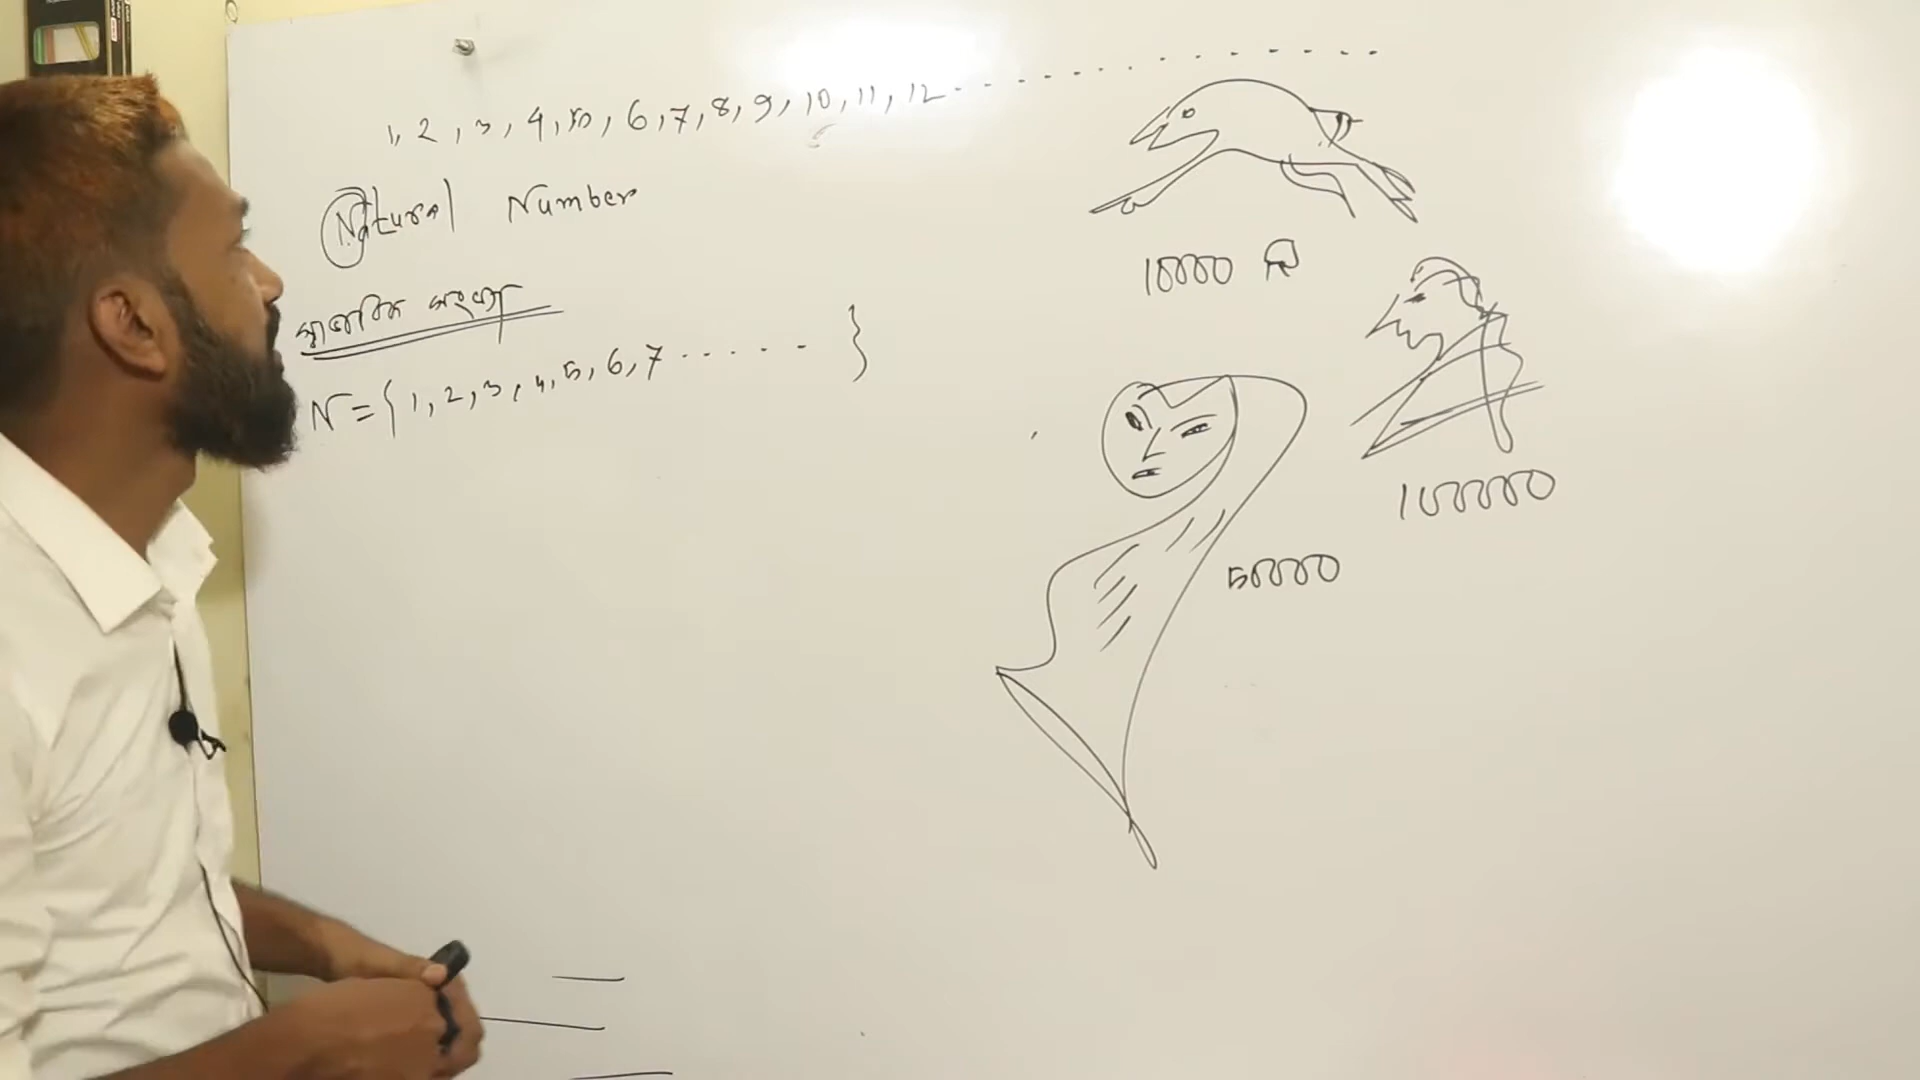 1, 2, 3, 4, 5, 6, 7, 8, 9, 10, 11, 12 - - - - - - - - - - - -
Natural Number
স্বাভাবিক সংখ্যা
N = { 1, 2, 3, 4, 5, 6, 7 - - - - - }
10000
100000
50000